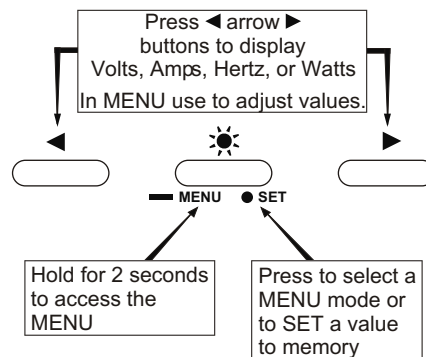 Press ◄ arrow ►
buttons to display
Volts, Amps, Hertz, or Watts
In MENU use to adjust values.
MENU ● SET
Hold for 2 seconds
to access the
MENU
Press to select a
MENU mode or
to SET a value
to memory